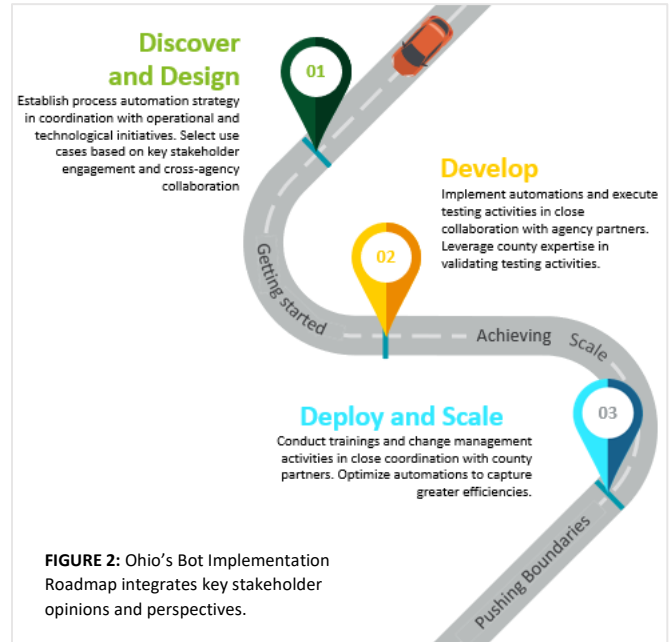 Discover
and Design
01
Establish process automation strategy
in coordination with operational and
technological initiatives. Select use
cases based on key stakeholder
engagement and cross-agency
collaboration
Develop
Implement automations and execute
testing activities in close
collaboration with agency partners.
Leverage county expertise in
validating testing activities.
02
Getting started
Achieving Scale
Deploy and Scale
03
Conduct trainings and change management
activities in close coordination with county
partners. Optimize automations to capture
greater efficiencies.
Pushing Boundaries
FIGURE 2: Ohio's Bot Implementation
Roadmap integrates key stakeholder
opinions and perspectives.